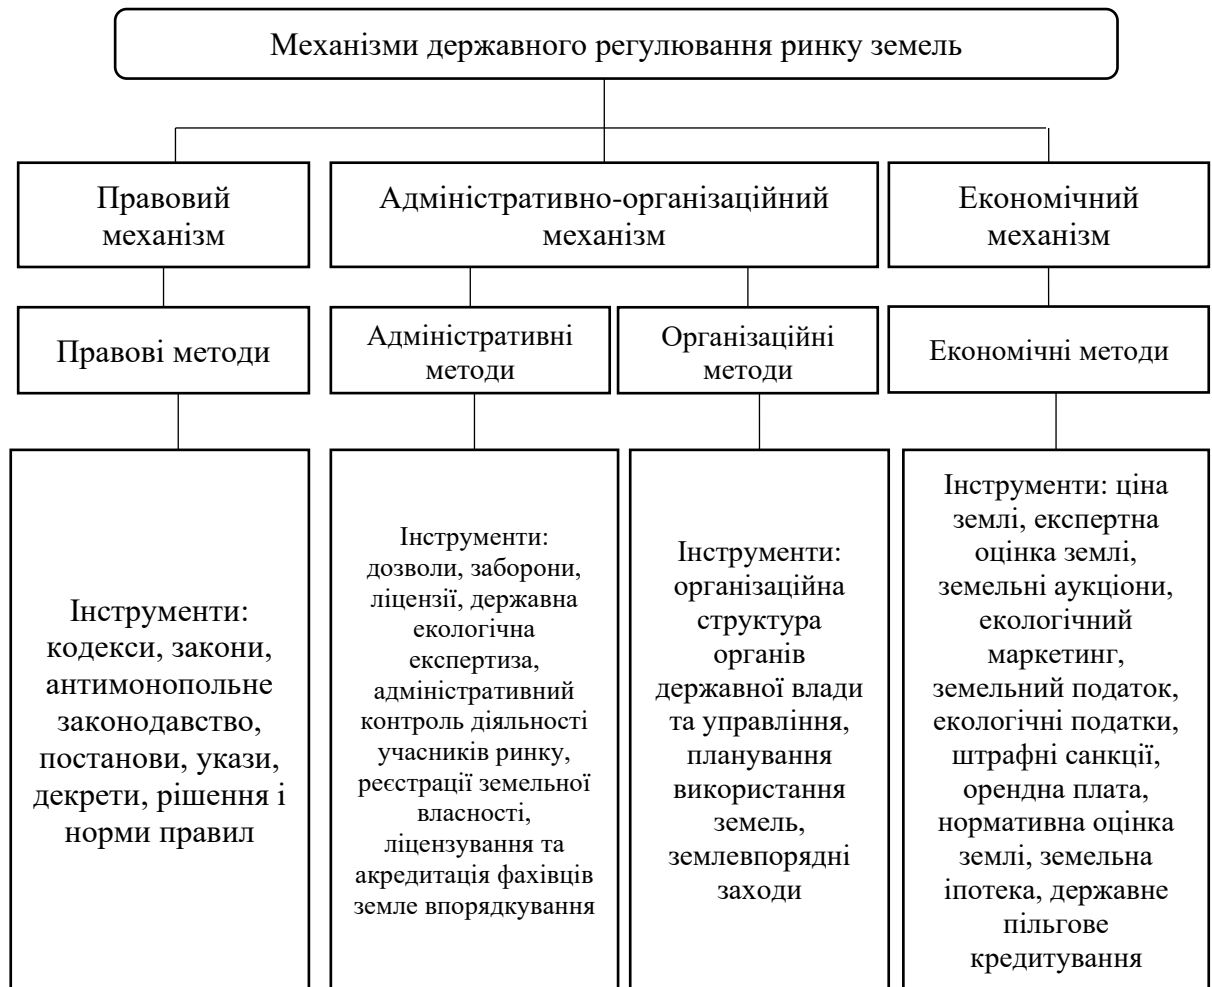 Механізми державного регулювання ринку земель
Правовий
механізм
Адміністративно-організаційний
механізм
Економічний
механізм
Правові методи
Адміністративні
методи
Організаційні
методи
Економічні методи
Інструменти:
кодекси, закони,
антимонопольне
законодавство,
постанови, укази,
декрети, рішення і
норми правил
Інструменти:
дозволи, заборони,
ліцензії, державна
екологічна
експертиза,
адміністративний
контроль діяльності
учасників ринку,
реєстрації земельної
власності,
ліцензування та
акредитація фахівців
земле впорядкування
Інструменти:
організаційна
структура
органів
державної влади
та управління,
планування
використання
земель,
землевпорядні
заходи
Інструменти: ціна
землі, експертна
оцінка землі,
земельні аукціони,
екологічний
маркетинг,
земельний податок,
екологічні податки,
штрафні санкції,
орендна плата,
нормативна оцінка
землі, земельна
іпотека, державне
пільгове
кредитування